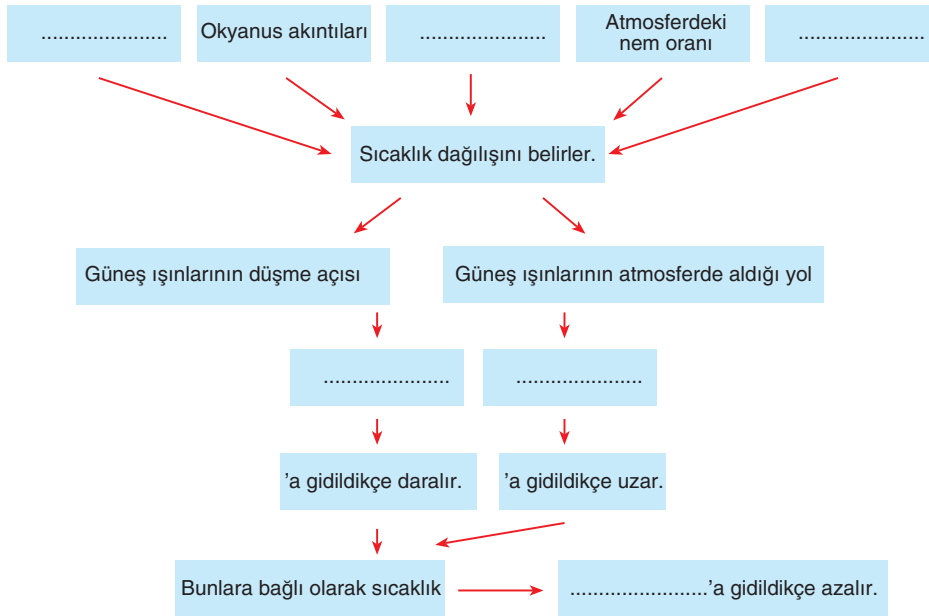 ......................
Okyanus akıntıları
......................
Atmosferdeki
nem oranı
......................
Sıcaklık dağılışını belirler.
Güneş ışınlarının düşme açısı
Güneş ışınlarının atmosferde aldığı yol
......................
......................
’a gidildikçe daralır.
’a gidildikçe uzar.
Bunlara bağlı olarak sıcaklık
........................’a gidildikçe azalır.